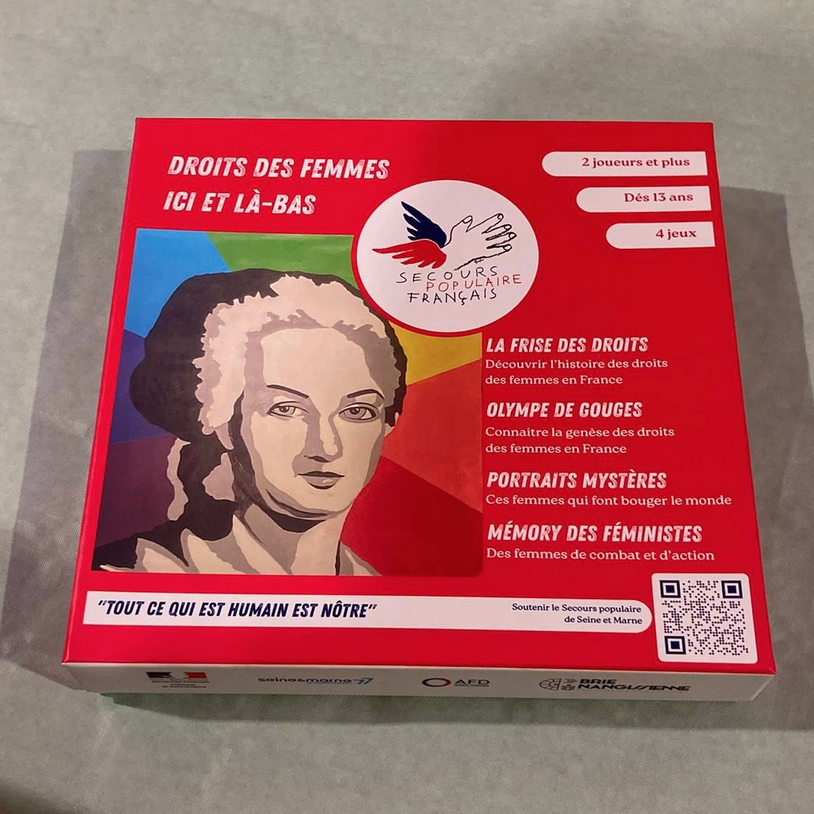 DROITS DES FEMMES
ICI ET LÀ-BAS
2 joueurs et plus
Dés 13 ans
4 jeux
SECOURS
POPULAIRE
FRANÇAIS
LA FRISE DES DROITS
Découvrir l'histoire des droits
des femmes en France
OLYMPE DE GOUGES
Connaitre la genèse des droits
des femmes en France
PORTRAITS MYSTÈRES
Ces femmes qui font bouger le monde
MÉMORY DES FÉMINISTES
Des femmes de combat et d'action
"TOUT CE QUI EST HUMAIN EST NÔTRE"
Soutenir le Secours populaire
de Seine et Marne
seine&marne 77
AFD
BRIE
NANGISSIENNE